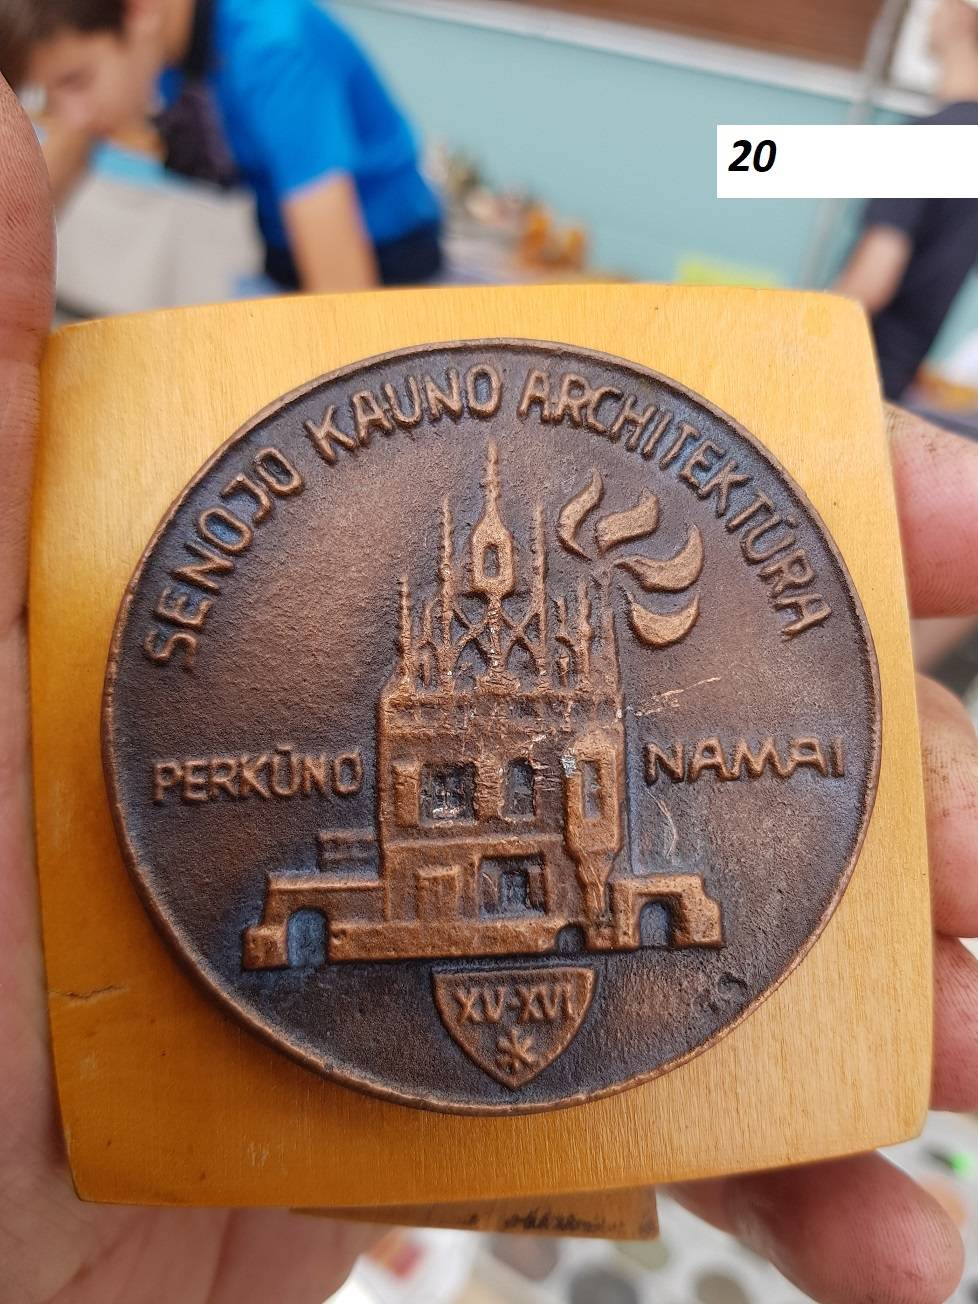 20
SENOJO KAUNO ARCHITEKTŪRA
PERKŪNO NAMAI
XV-XVI